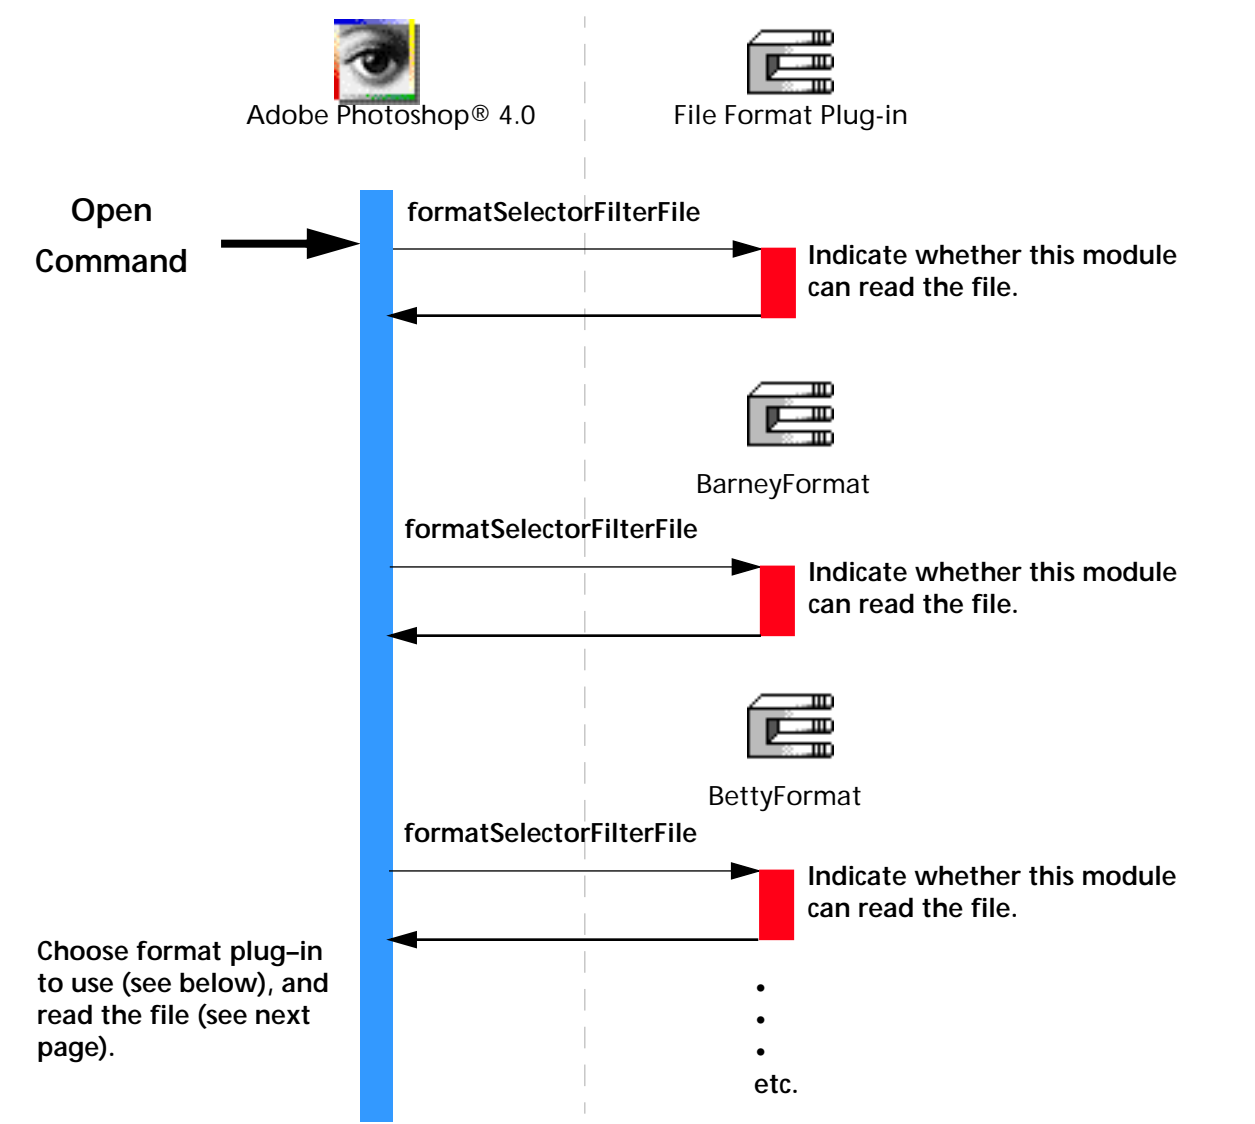 Adobe Photoshop® 4.0
File Format Plug-in
Open
Command
formatSelectorFilterFile
Indicate whether this module
can read the file.
BarneyFormat
formatSelectorFilterFile
Indicate whether this module
can read the file.
BettyFormat
formatSelectorFilterFile
Indicate whether this module
can read the file.
Choose format plug–in
to use (see below), and
read the file (see next
page).
•
•
•
etc.